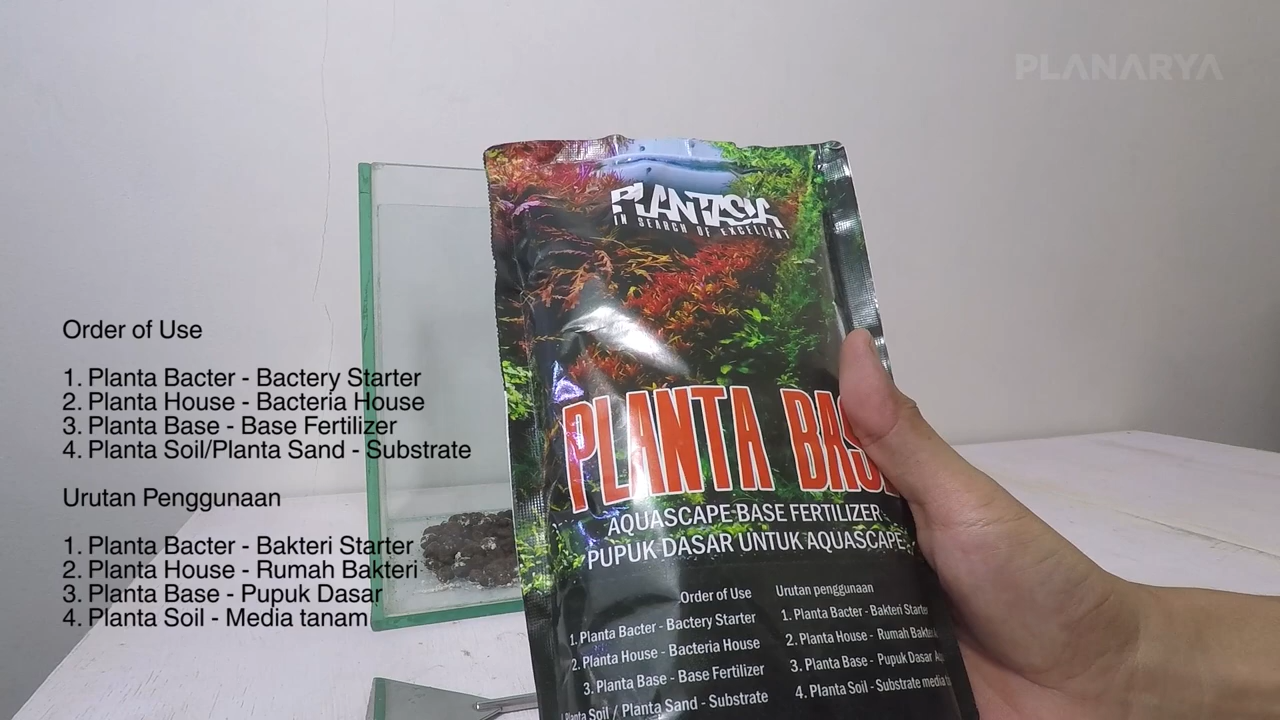 PLANARYA
PLANTASIA
IN SEARCH OF EXCELLENT
PLANTA BASE
AQUASCAPE BASE FERTILIZER
PUPUK DASAR UNTUK AQUASCAPE
Order of Use
1. Planta Bacter - Bactery Starter
2. Planta House - Bacteria House
3. Planta Base - Base Fertilizer
Planta Soil / Planta Sand - Substrate
Urutan penggunaan
1. Planta Bacter - Bakteri Starter
2. Planta House - Rumah
3. Planta Base - Pupuk Dasar
4. Planta Soil - Substrate media
Order of Use
1. Planta Bacter - Bactery Starter
2. Planta House - Bacteria House
3. Planta Base - Base Fertilizer
4. Planta Soil/Planta Sand - Substrate
Urutan Penggunaan
1. Planta Bacter - Bakteri Starter
2. Planta House - Rumah Bakteri
3. Planta Base - Pupuk Dasar
4. Planta Soil - Media tanam